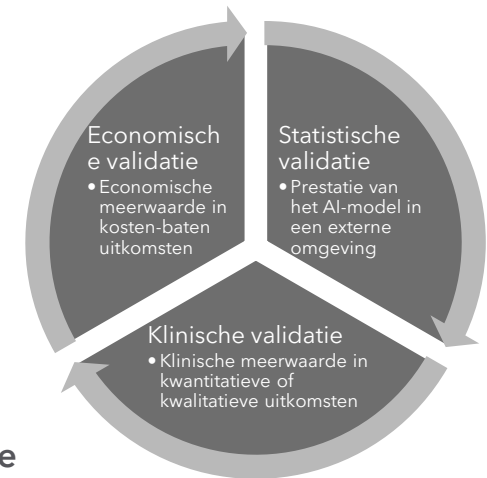 Economisch
e validatie
• Economische
meerwaarde in
kosten-baten
uitkomsten
Statistische
validatie
• Prestatie van
het AI-model in
een externe
omgeving
Klinische validatie
• Klinische meerwaarde in
kwantitatieve of
kwalitatieve uitkomsten
e